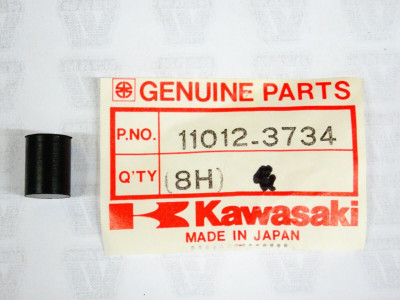 GENUINE PARTS
P.NO. 11012-3734
Q'TY (8H)
Kawasaki
MADE IN JAPAN